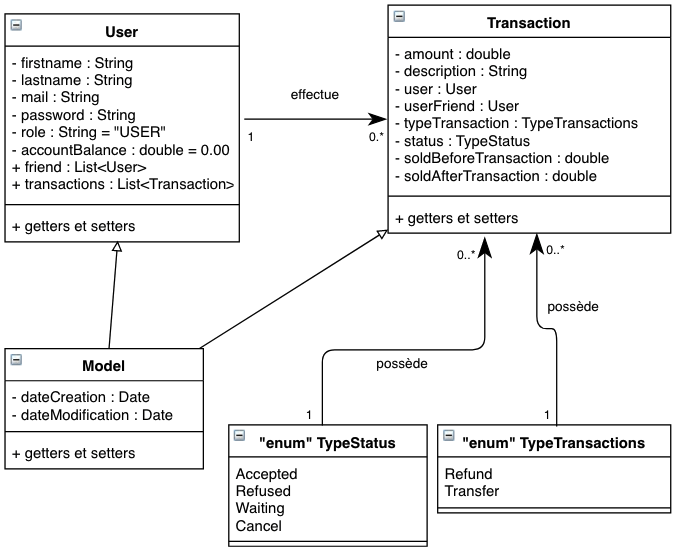 User
- firstname : String
- lastname : String
- mail : String
- password : String
- role : String = "USER"
- accountBalance : double = 0.00
+ friend : List<User>
+ transactions : List<Transaction>
+ getters et setters
effectue
1
0.*
Transaction
- amount : double
- description : String
- user : User
- userFriend : User
- typeTransaction : TypeTransactions
- status : TypeStatus
- soldBeforeTransaction : double
- soldAfterTransaction : double
+ getters et setters
0..*
0..*
possède
possède
Model
- dateCreation : Date
- dateModification : Date
+ getters et setters
1
1
"enum" TypeStatus
Accepted
Refused
Waiting
Cancel
"enum" TypeTransactions
Refund
Transfer